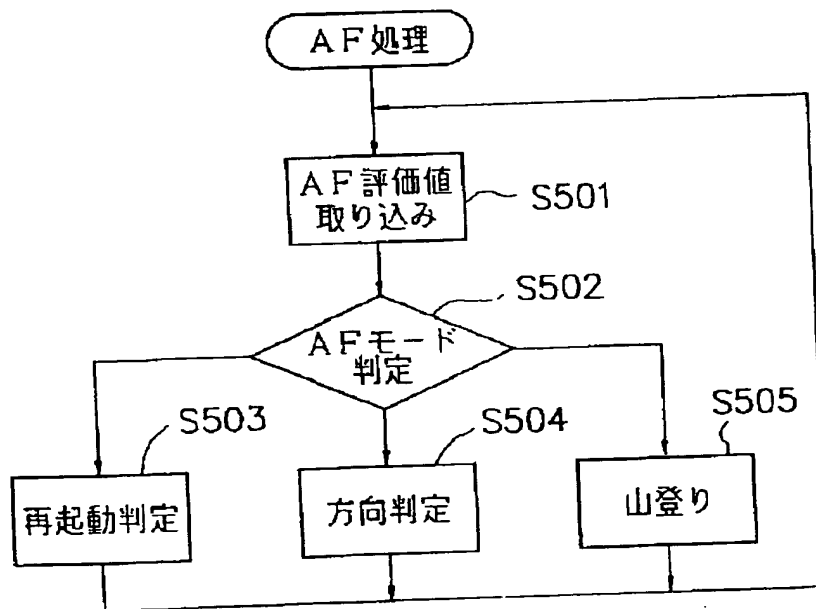 AF処理
AF評価値
取り込み
S501
S502
AFモード
判定
S503
S504
S505
再起動判定
方向判定
山登り